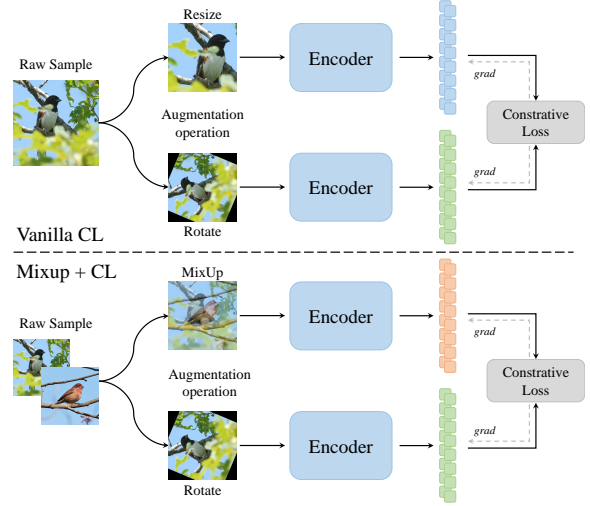 Resize
Raw Sample
Encoder
grad
Augmentation
operation
Constrative
Loss
grad
Encoder
Rotate
Vanilla CL
Mixup + CL
MixUp
Raw Sample
Encoder
grad
Augmentation
operation
Constrative
Loss
grad
Encoder
Rotate